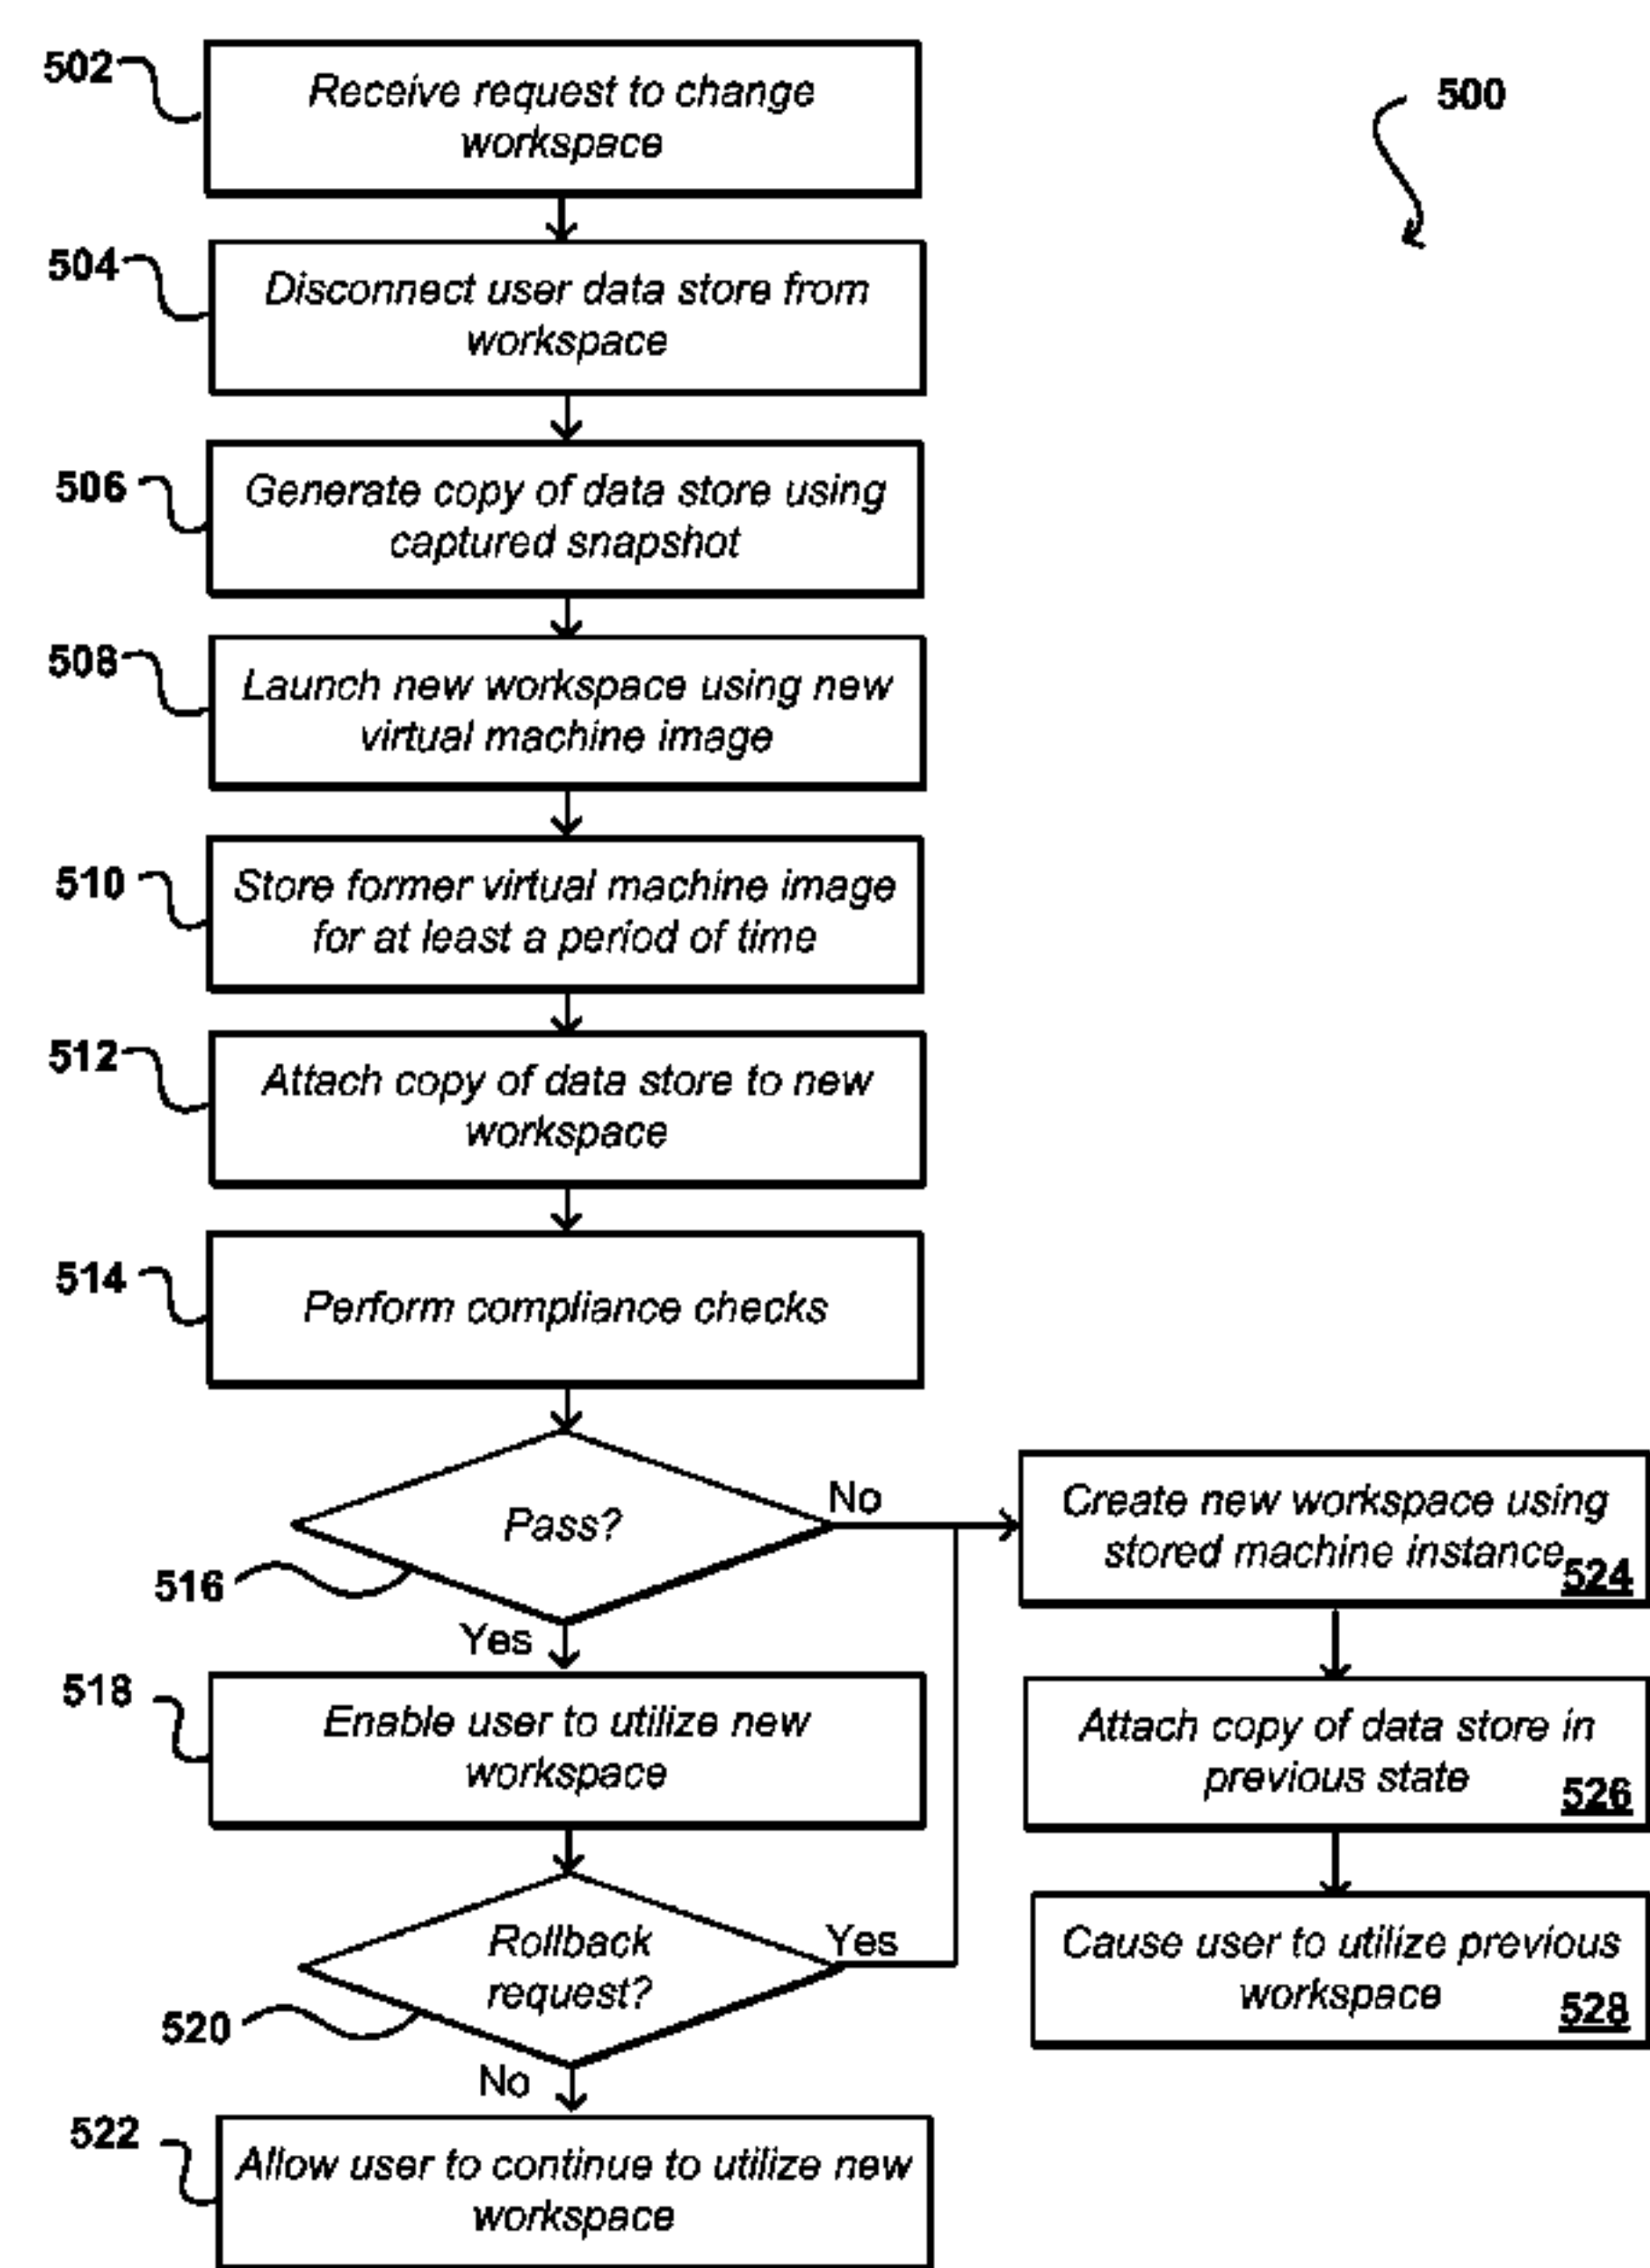 502
Receive request to change
workspace
500
504
Disconnect user data store from
workspace
506
Generate copy of data store using
captured snapshot
508
Launch new workspace using new
virtual machine image
510
Store former virtual machine image
for at least a period of time
512
Attach copy of data store to new
workspace
514
Perform compliance checks
516
Pass?
No
Yes
518
Enable user to utilize new
workspace
520
Rollback
request?
Yes
No
522
Allow user to continue to utilize new
workspace
Create new workspace using
stored machine instance
524
Attach copy of data store in
previous state
526
Cause user to utilize previous
workspace
528